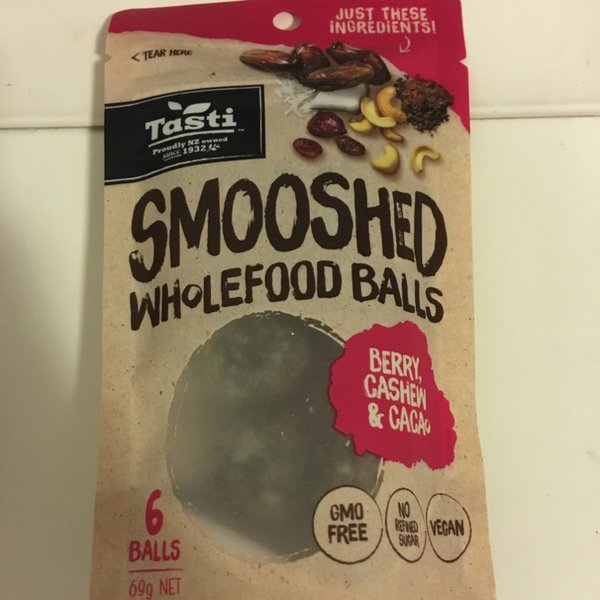 JUST THESE
INGREDIENTS!
< TEAR HERE
Tasti™
Proudly NZ owned
since 1932
SMOOSHED
WHOLEFOOD BALLS
BERRY,
CASHEW
& CACAO
6
BALLS
69g NET
GMO
FREE
NO
REFINED
SUGAR
VEGAN